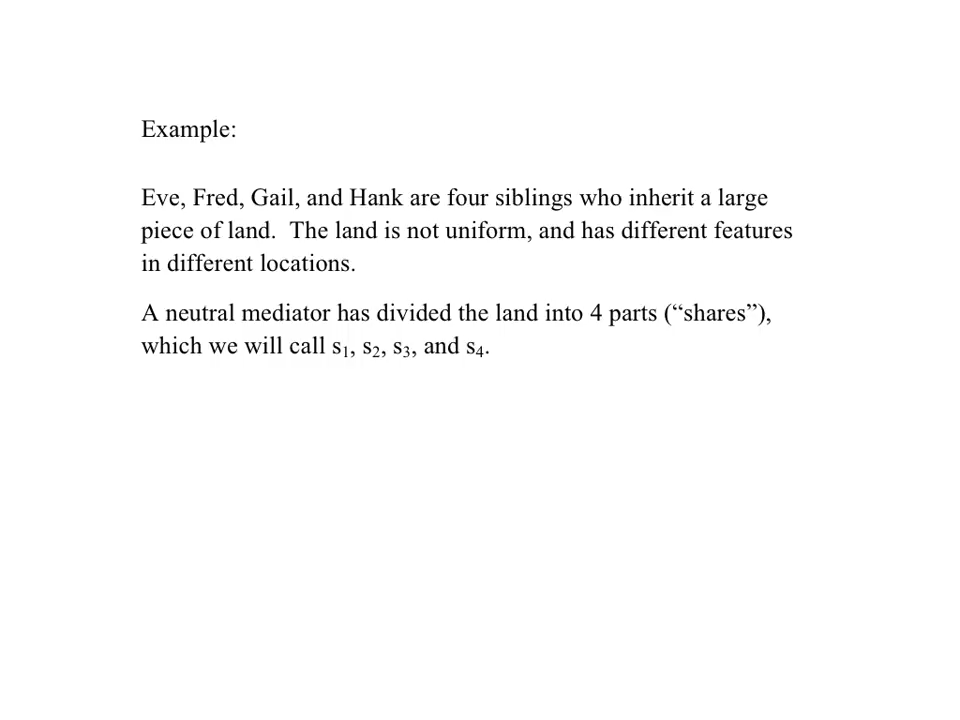 Example:
Eve, Fred, Gail, and Hank are four siblings who inherit a large
piece of land.  The land is not uniform, and has different features
in different locations.
A neutral mediator has divided the land into 4 parts (“shares”),
which we will call s₁, s₂, s₃, and s₄.